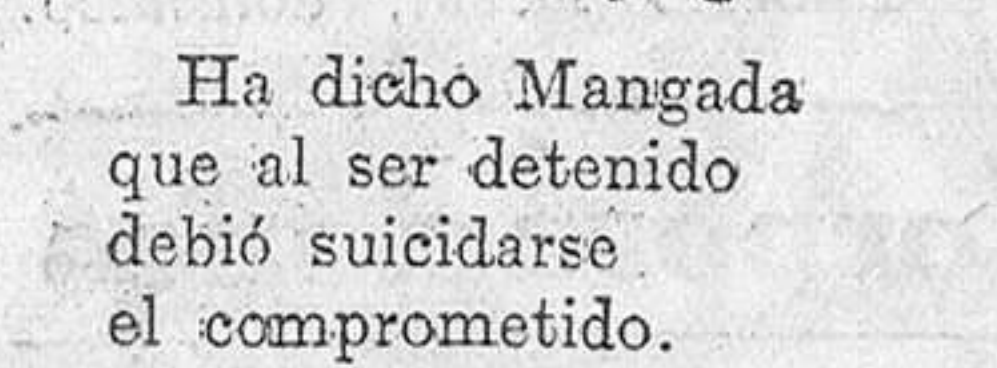 Ha dicho Mangada
que al ser detenido
debió suicidarse
el comprometido.